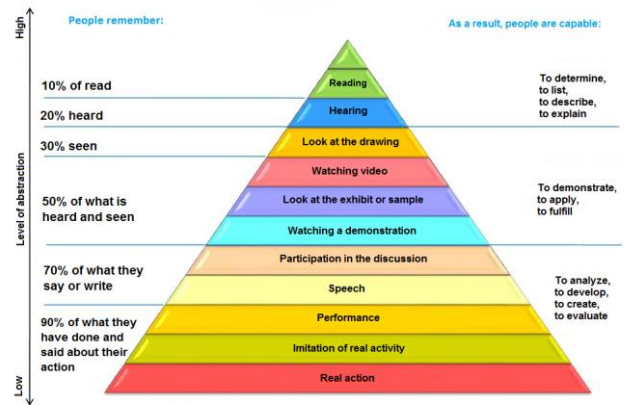 High
People remember:
As a result, people are capable:
Reading
10% of read
To determine,
to list,
to describe,
to explain
Hearing
20% heard
Look at the drawing
30% seen
Watching video
Look at the exhibit or sample
50% of what is
heard and seen
To demonstrate,
to apply,
to fulfill
Watching a demonstration
Level of abstraction
Participation in the discussion
70% of what they
say or write
Speech
To analyze,
to develop,
to create,
to evaluate
Performance
90% of what they
have done and
said about their
action
Imitation of real activity
Real action
Low